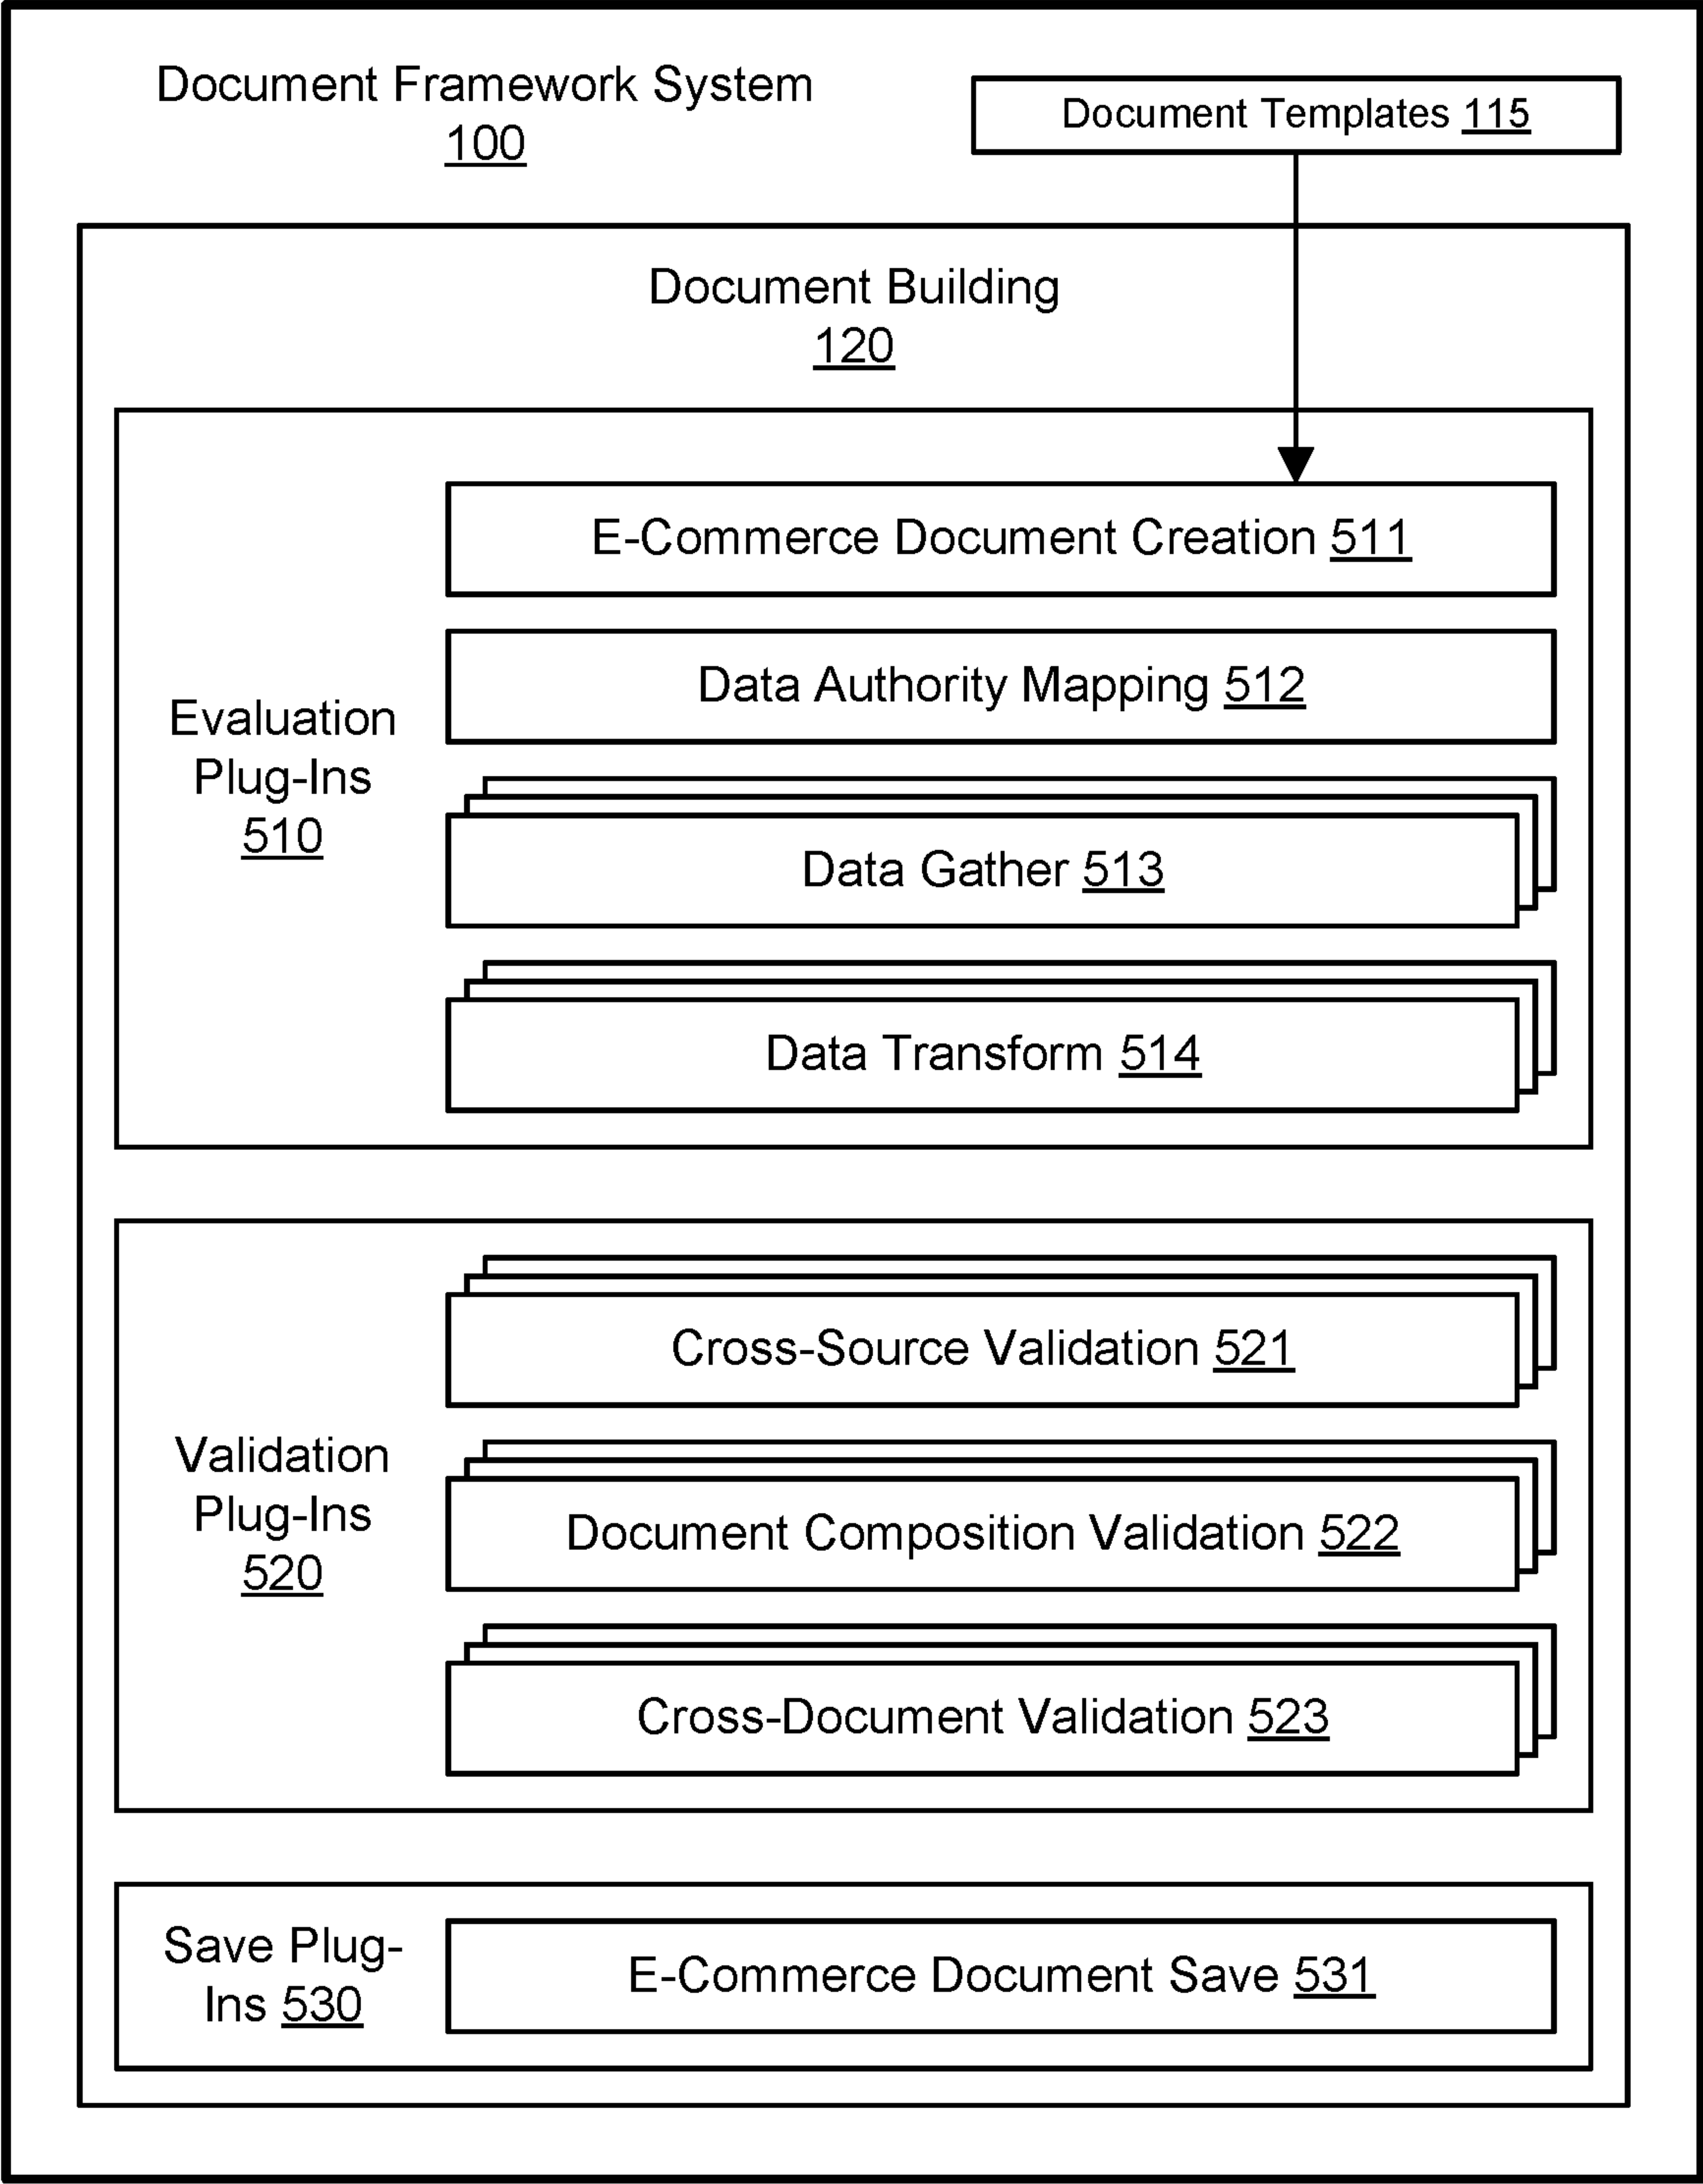 Document Framework System
100
Document Templates 115
Document Building
120
Evaluation
Plug-Ins
510
E-Commerce Document Creation 511
Data Authority Mapping 512
Data Gather 513
Data Transform 514
Validation
Plug-Ins
520
Cross-Source Validation 521
Document Composition Validation 522
Cross-Document Validation 523
Save Plug-
Ins 530
E-Commerce Document Save 531